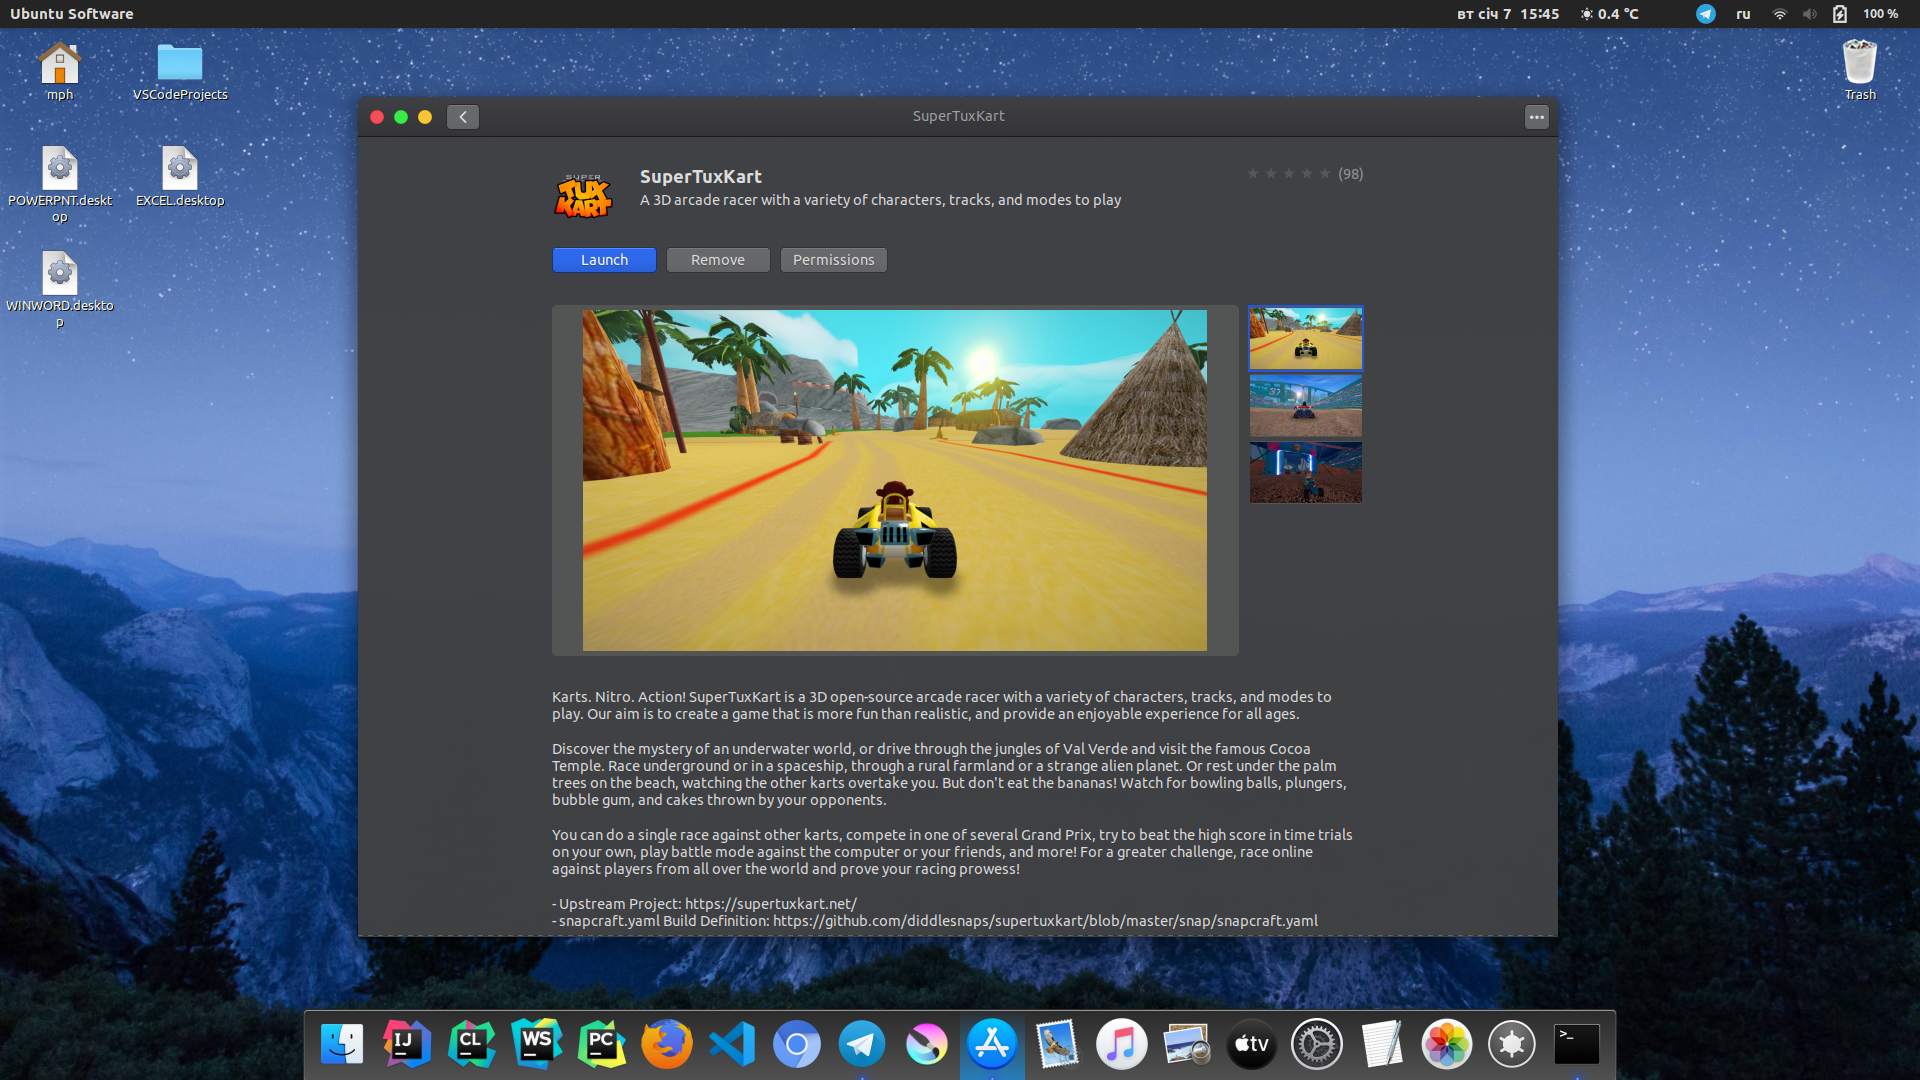 Ubuntu Software
вт січ 7 15:45
0.4 °C
ru
100 %
mph
VSCodeProjects
Trash
POWERPNT.deskt
op
EXCEL.desktop
WINWORD.deskto
p
SuperTuxKart
SUPER
TUX
KART
SuperTuxKart
(98)
A 3D arcade racer with a variety of characters, tracks, and modes to play
Launch
Remove
Permissions
Karts. Nitro. Action! SuperTuxKart is a 3D open-source arcade racer with a variety of characters, tracks, and modes to
play. Our aim is to create a game that is more fun than realistic, and provide an enjoyable experience for all ages.
Discover the mystery of an underwater world, or drive through the jungles of Val Verde and visit the famous Cocoa
Temple. Race underground or in a spaceship, through a rural farmland or a strange alien planet. Or rest under the palm
trees on the beach, watching the other karts overtake you. But don't eat the bananas! Watch for bowling balls, plungers,
bubble gum, and cakes thrown by your opponents.
You can do a single race against other karts, compete in one of several Grand Prix, try to beat the high score in time trials
on your own, play battle mode against the computer or your friends, and more! For a greater challenge, race online
against players from all over the world and prove your racing prowess!
- Upstream Project: https://supertuxkart.net/
- snapcraft.yaml Build Definition: https://github.com/diddlesnaps/supertuxkart/blob/master/snap/snapcraft.yaml
IJ
CL
WS
PC
tv
>_